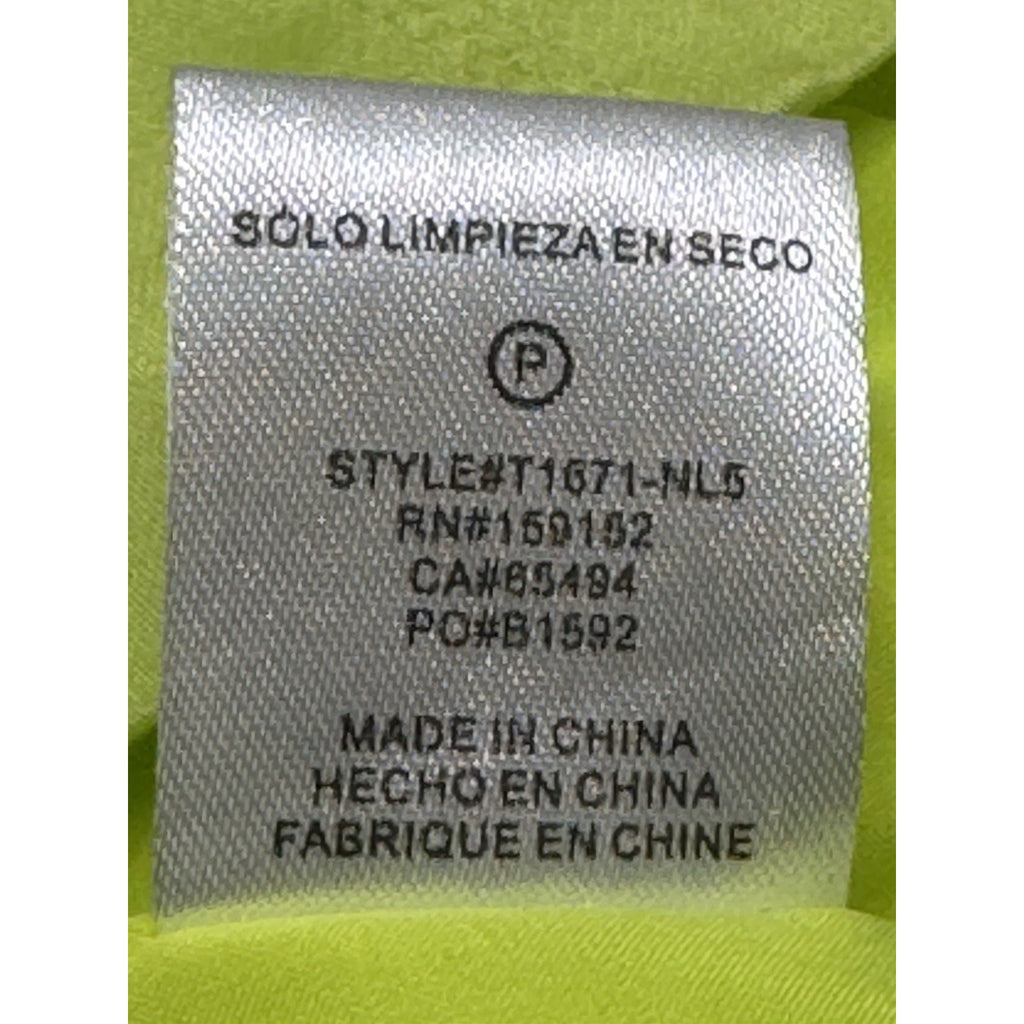 SÓLO LIMPIEZA EN SECO
P
STYLE#T1671-NL5
RN#159152
CA#65494
PO#B1592
MADE IN CHINA
HECHO EN CHINA
FABRIQUE EN CHINE